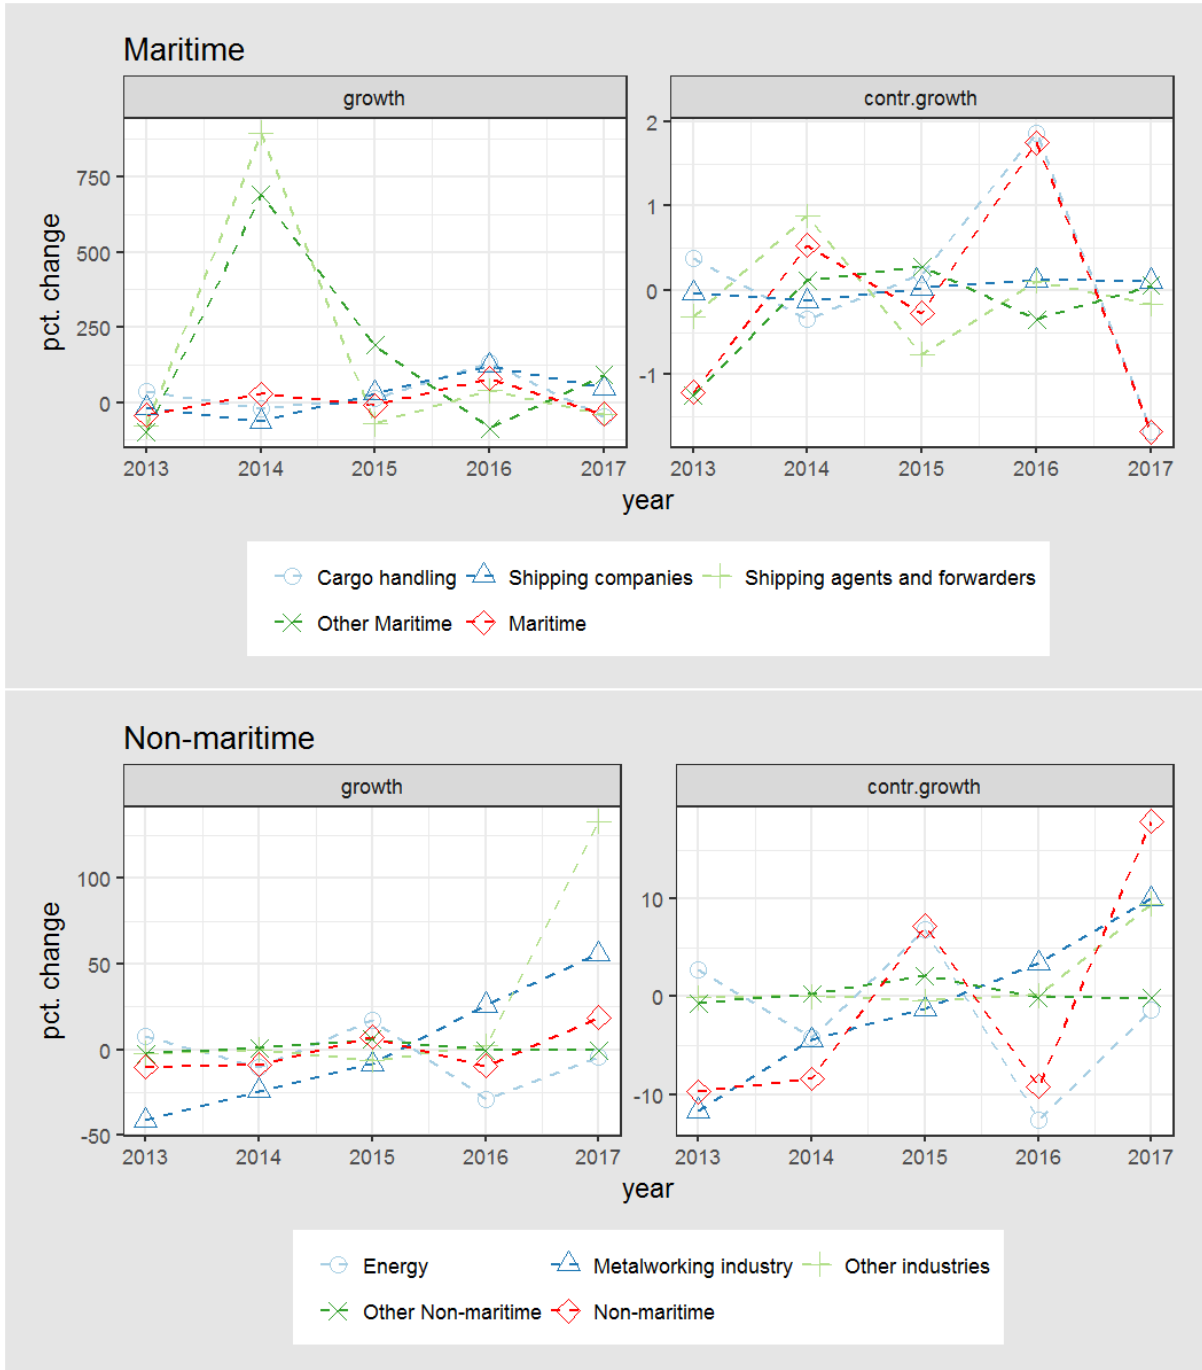 Maritime
growth
contr.growth
pct. change
750
500
250
0
2
1
0
-1
2013 2014 2015 2016 2017
2013 2014 2015 2016 2017
year
Cargo handling Shipping companies Shipping agents and forwarders
Other Maritime Maritime
Non-maritime
growth
contr.growth
pct. change
100
50
0
-50
10
0
-10
2013 2014 2015 2016 2017
2013 2014 2015 2016 2017
year
Energy Metalworking industry Other industries
Other Non-maritime Non-maritime